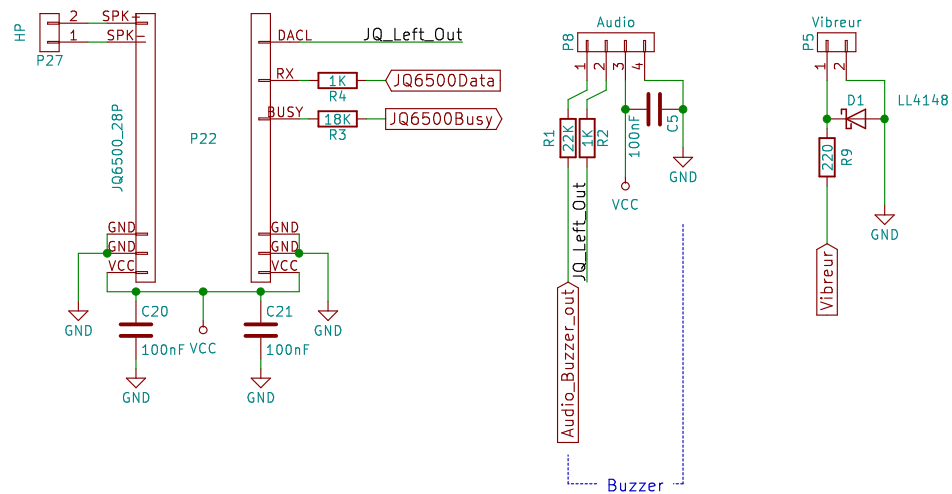 HP
2
SPK+
1
SPK-
P27
JQ6500_28P
GND
GND
VCC
P22
DACL
JQ_Left_Out
RX
1K
R4
JQ6500Data
BUSY
18K
R3
JQ6500Busy
GND
GND
VCC
GND
C20
100nF
GND
VCC
C21
100nF
GND
GND
Audio
P8
1
2
3
4
R1
22K
1K
R2
100nF
C5
GND
VCC
JQ_Left_Out
Audio_Buzzer_out
Buzzer
Vibreur
P5
1
2
D1
LL4148
220
R9
GND
Vibreur